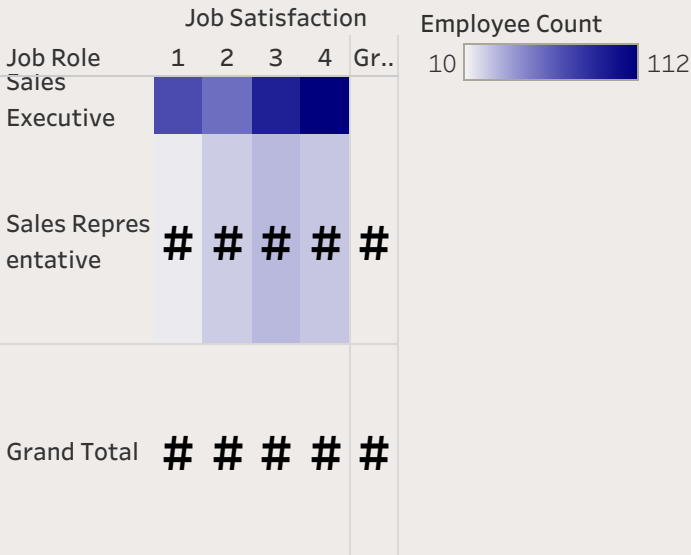 Job Satisfaction
Employee Count
Job Role 1 2 3 4 Gr..
10 112
Sales
Executive
Sales Repres
entative
# # # # #
Grand Total # # # # #